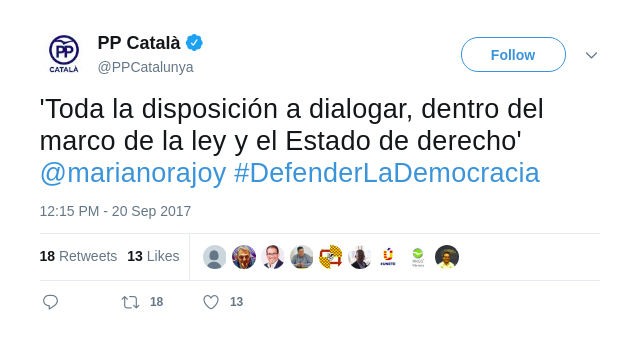 PP Català
@PPCatalunya
Follow
PP
CATALÀ
'Toda la disposición a dialogar, dentro del
marco de la ley y el Estado de derecho'
@marianorajoy #DefenderLaDemocracia
12:15 PM - 20 Sep 2017
18 Retweets 13 Likes
18 13